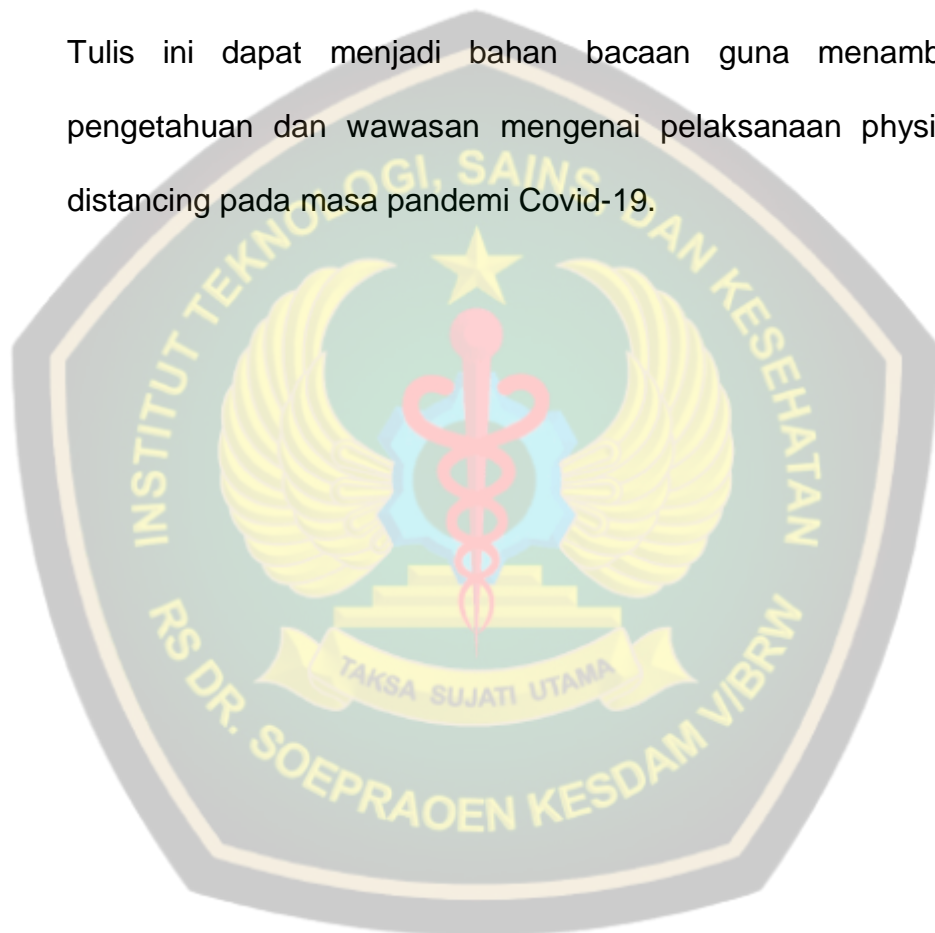 Tulis ini dapat menjadi bahan bacaan guna menamb
pengetahuan dan wawasan mengenai pelaksanaan physi
distancing pada masa pandemi Covid-19.
INSTITUT TEKNOLOGI, SAINS DAN KESEHATAN
TAKSA SUJATI UTAMA
RS DR. SOEPRAOEN KESDAM V/BRW